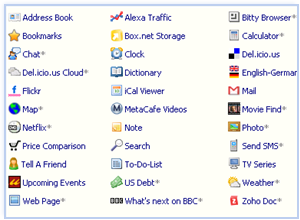 Address Book
Alexa Traffic
Bitty Browser*
Bookmarks
Box.net Storage
Calculator*
Chat*
Clock
Del.icio.us
Del.icio.us Cloud*
Dictionary
English-German
Flickr
iCal Viewer
Mail
Map*
MetaCafe Videos
Movie Find*
Netflix*
Note
Photo*
Price Comparison
Search
Send SMS*
Tell A Friend
To-Do-List
TV Series
Upcoming Events
US Debt*
Weather*
Web Page*
What's next on BBC*
Zoho Doc*